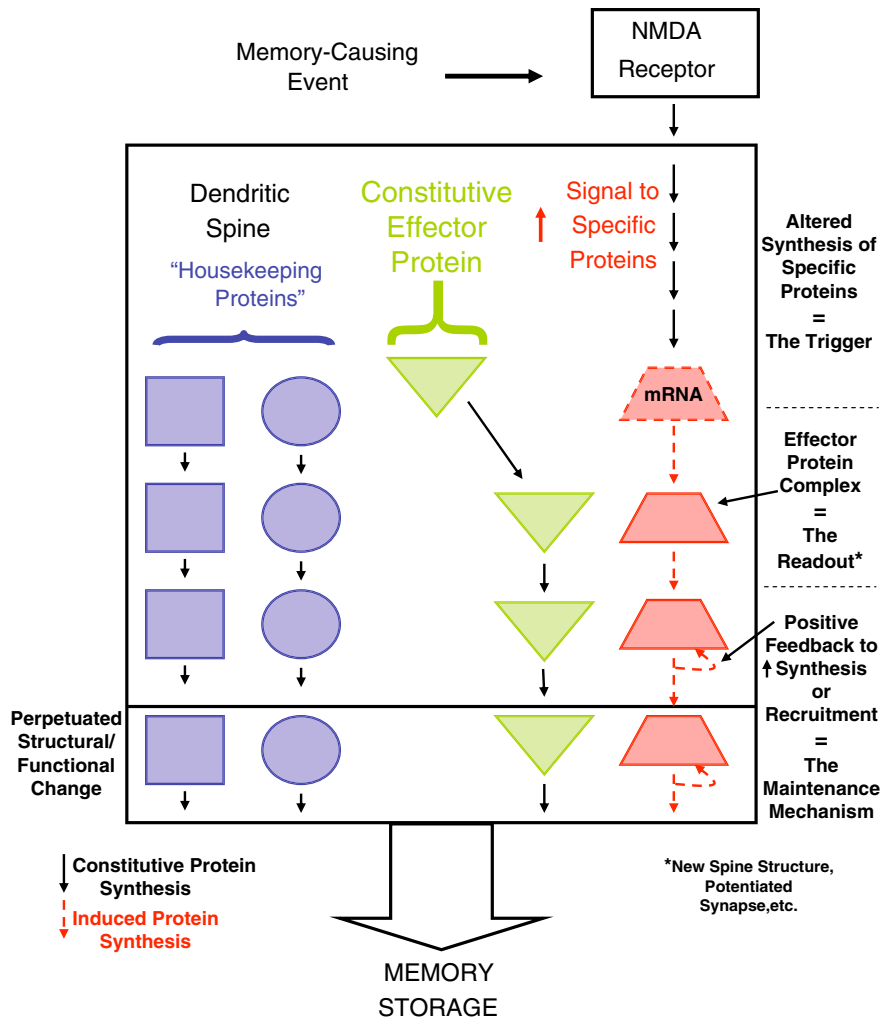 Memory-Causing
Event
NMDA
Receptor
Dendritic
Spine
“Housekeeping
Proteins”
Constitutive
Effector
Protein
Signal to
Specific
Proteins
Altered
Synthesis of
Specific
Proteins
=
The Trigger
mRNA
Effector
Protein
Complex
=
The
Readout*
Positive
Feedback to
Synthesis
or
Recruitment
=
The
Maintenance
Mechanism
Perpetuated
Structural/
Functional
Change
Constitutive Protein
Synthesis
Induced Protein
Synthesis
*New Spine Structure,
Potentiated
Synapse,etc.
MEMORY
STORAGE